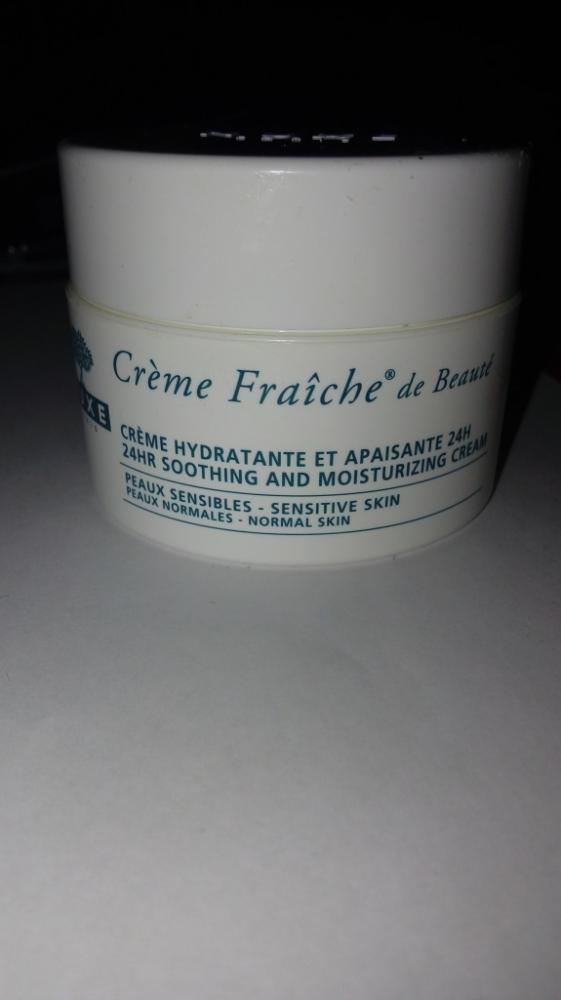 Crème Fraîche® de Beauté
CRÈME HYDRATANTE ET APAISANTE 24H
24HR SOOTHING AND MOISTURIZING CREAM
PEAUX SENSIBLES - SENSITIVE SKIN
PEAUX NORMALES - NORMAL SKIN